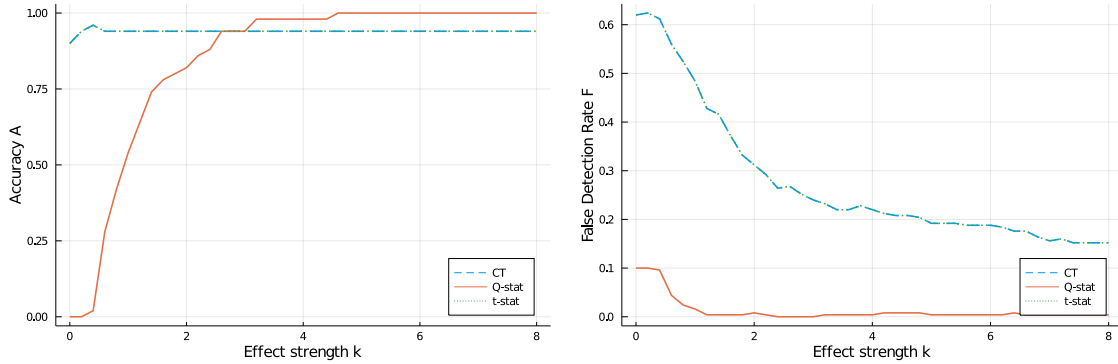 1.00
0.75
0.50
0.25
0.00
Accuracy A
0
2
4
6
8
Effect strength k
CT
Q-stat
t-stat
0.6
0.5
0.4
0.3
0.2
0.1
0.0
False Detection Rate F
0
2
4
6
8
Effect strength k
CT
Q-stat
t-stat